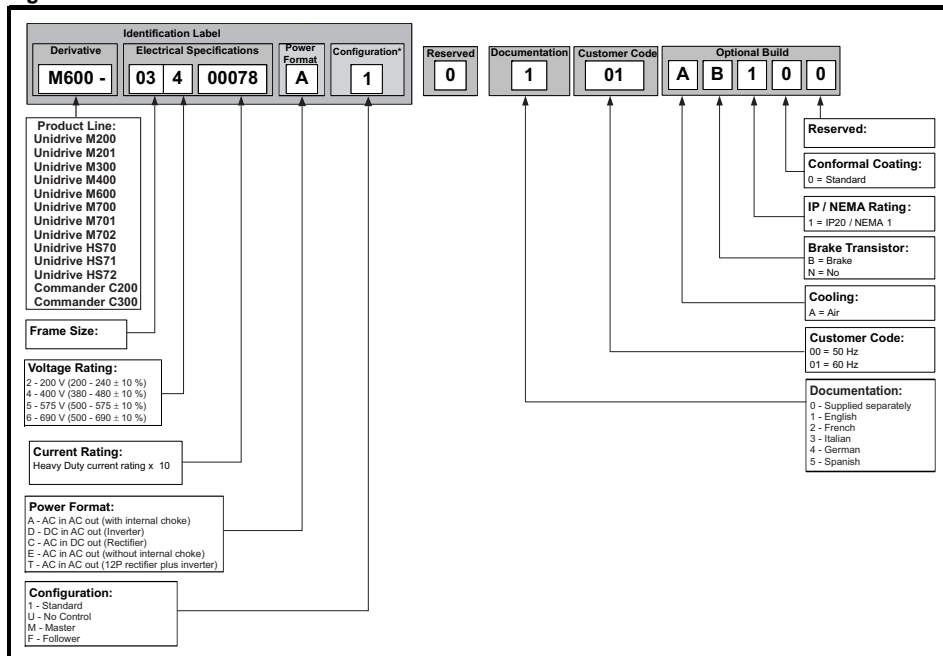 Identification Label
Derivative
Electrical Specifications
Power
Format
Configuration*
Reserved
Documentation
Customer Code
Optional Build
M600 -
03
4
00078
A
1
0
1
01
A
B
1
0
0
Product Line:
Unidrive M200
Unidrive M201
Unidrive M300
Unidrive M400
Unidrive M600
Unidrive M700
Unidrive M701
Unidrive M702
Unidrive HS70
Unidrive HS71
Unidrive HS72
Commander C200
Commander C300
Frame Size:
Voltage Rating:
2 - 200 V (200 - 240 ± 10 %)
4 - 400 V (380 - 480 ± 10 %)
5 - 575 V (500 - 575 ± 10 %)
6 - 690 V (500 - 690 ± 10 %)
Current Rating:
Heavy Duty current rating x 10
Power Format:
A - AC in AC out (with internal choke)
D - DC in AC out (Inverter)
C - AC in DC out (Rectifier)
E - AC in AC out (without internal choke)
T - AC in AC out (12P rectifier plus inverter)
Configuration:
1 - Standard
U - No Control
M - Master
F - Follower
Reserved:
Conformal Coating:
0 = Standard
IP / NEMA Rating:
1 = IP20 / NEMA 1
Brake Transistor:
B = Brake
N = No
Cooling:
A = Air
Customer Code:
00 = 50 Hz
01 = 60 Hz
Documentation:
0 - Supplied separately
1 - English
2 - French
3 - Italian
4 - German
5 - Spanish